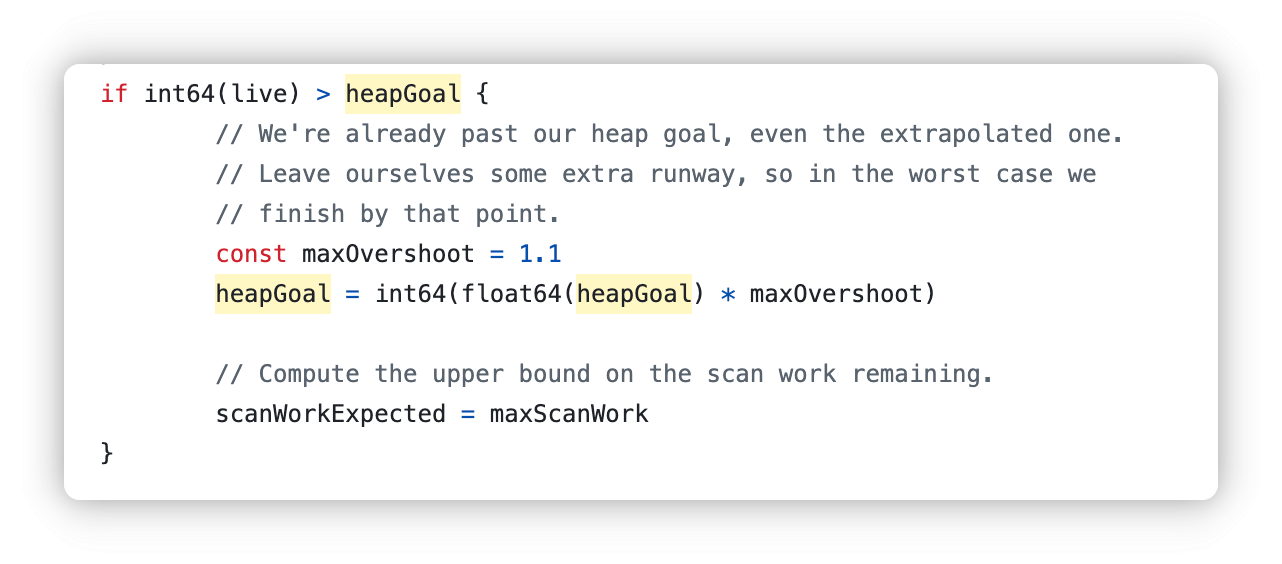 if int64(live) > heapGoal {
        // We're already past our heap goal, even the extrapolated one.
        // Leave ourselves some extra runway, so in the worst case we
        // finish by that point.
        const maxOvershoot = 1.1
        heapGoal = int64(float64(heapGoal) * maxOvershoot)

        // Compute the upper bound on the scan work remaining.
        scanWorkExpected = maxScanWork
}